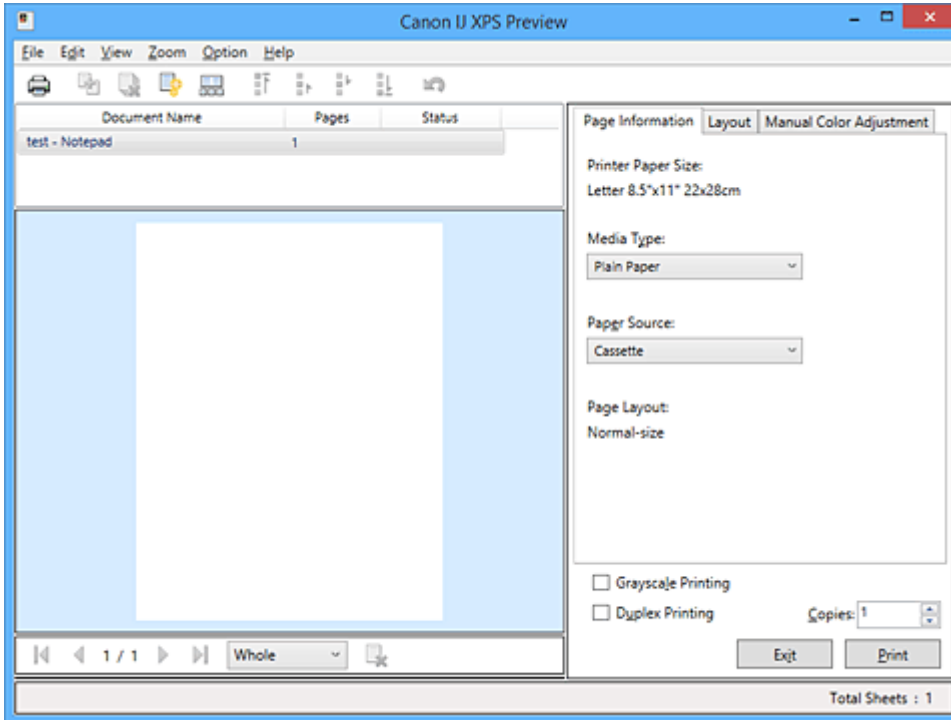 Canon IJ XPS Preview
File Edit View Zoom Option Help
Document Name Pages Status
test - Notepad 1
Page Information Layout Manual Color Adjustment
Printer Paper Size:
Letter 8.5"x11" 22x28cm
Media Type:
Plain Paper
Paper Source:
Cassette
Page Layout:
Normal-size
Grayscale Printing
Duplex Printing
Copies: 1
1 / 1 Whole
Exit Print
Total Sheets : 1